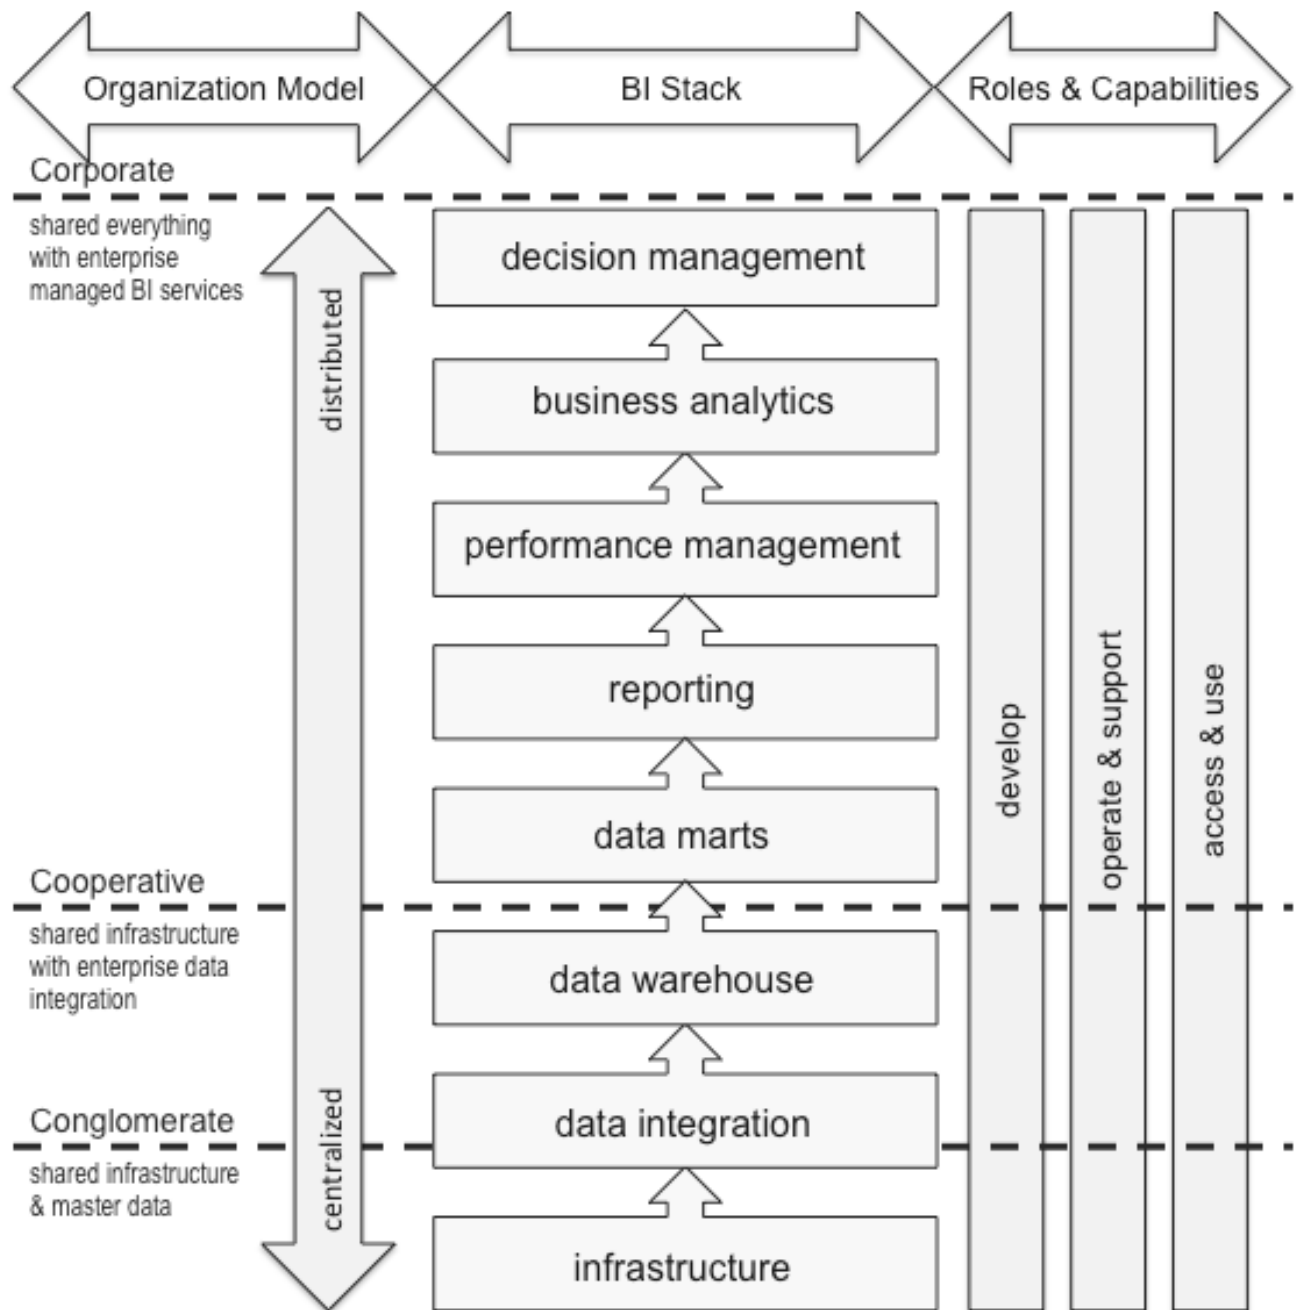 Organization Model
BI Stack
Roles & Capabilities
Corporate
shared everything
with enterprise
managed BI services
distributed
decision management
business analytics
performance management
reporting
data marts
develop
operate & support
access & use
Cooperative
shared infrastructure
with enterprise data
integration
data warehouse
Conglomerate
centralized
data integration
shared infrastructure
& master data
infrastructure